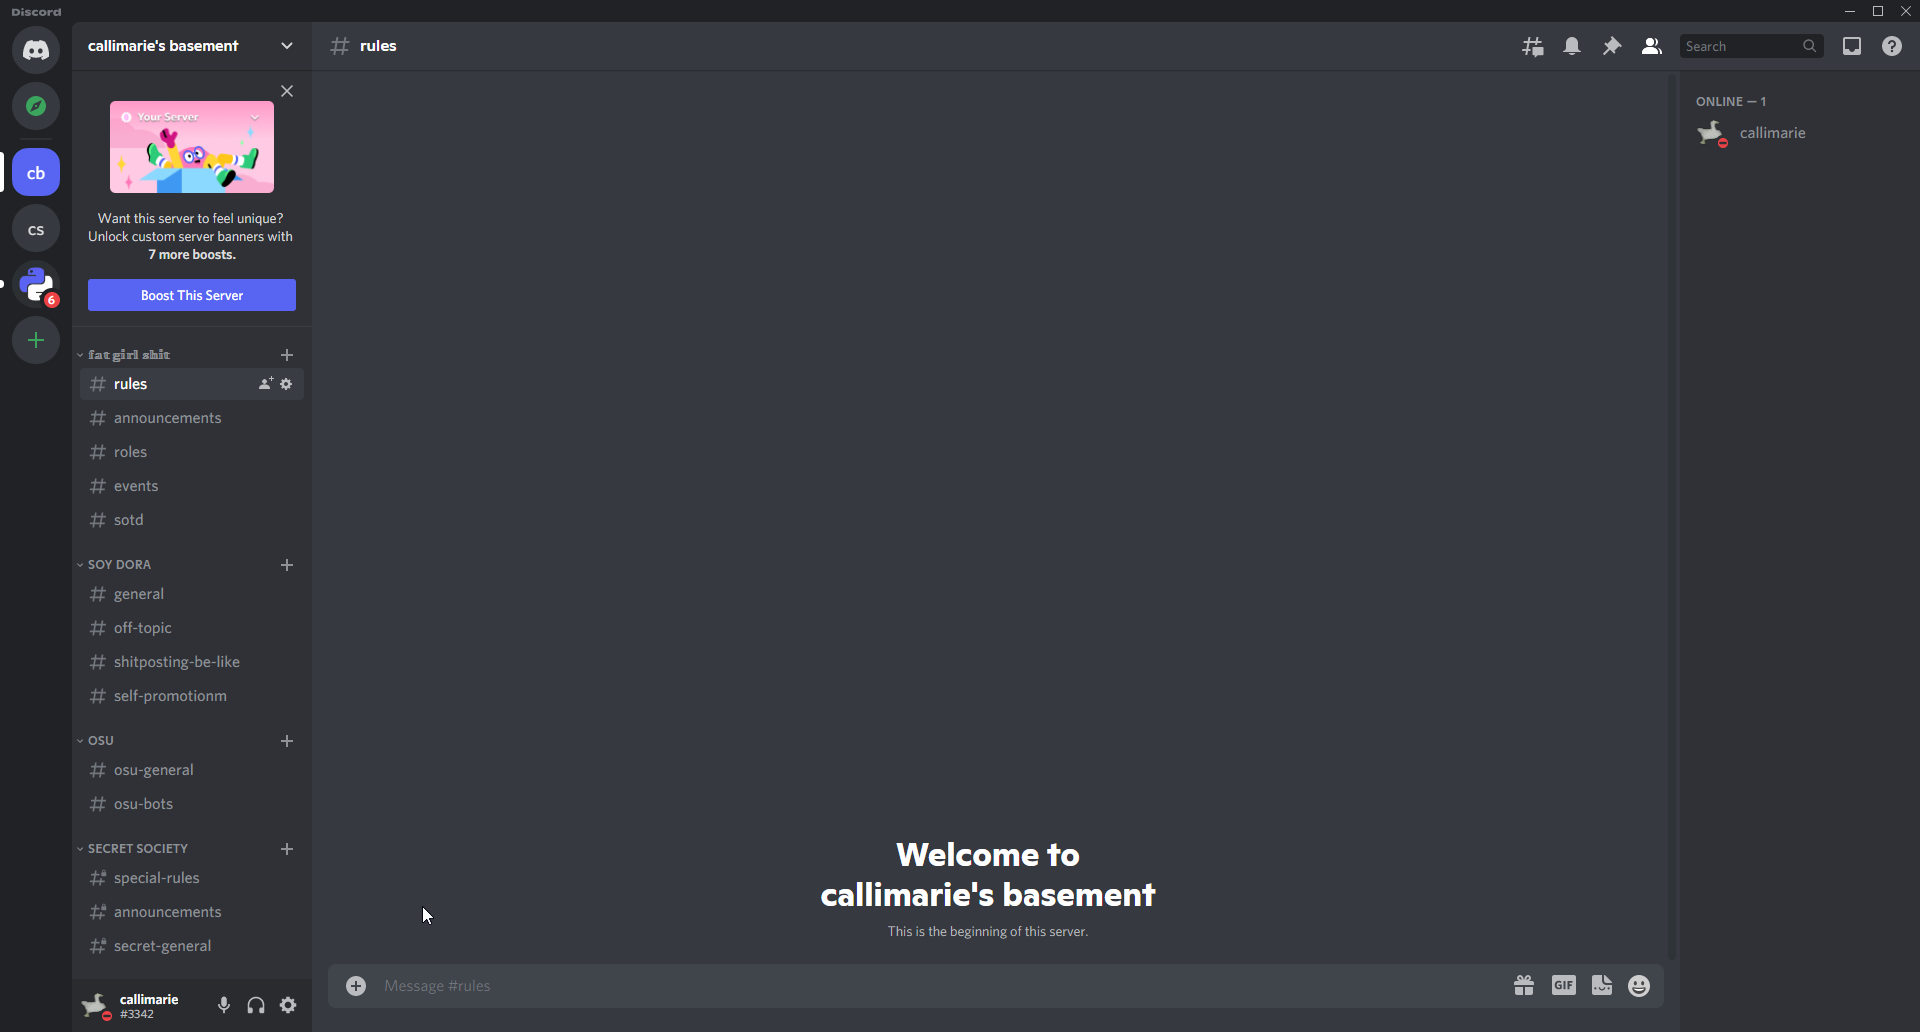 Discord
callimarie's basement
rules
Search
Your Server
Want this server to feel unique?
Unlock custom server banners with
7 more boosts.
Boost This Server
cb
cs
6
fat girl shit
rules
announcements
roles
events
sotd
SOY DORA
general
off-topic
shitposting-be-like
self-promotionm
OSU
osu-general
osu-bots
SECRET SOCIETY
special-rules
announcements
secret-general
callimarie
#3342
Welcome to
callimarie's basement
This is the beginning of this server.
Message #rules
GIF
ONLINE — 1
callimarie